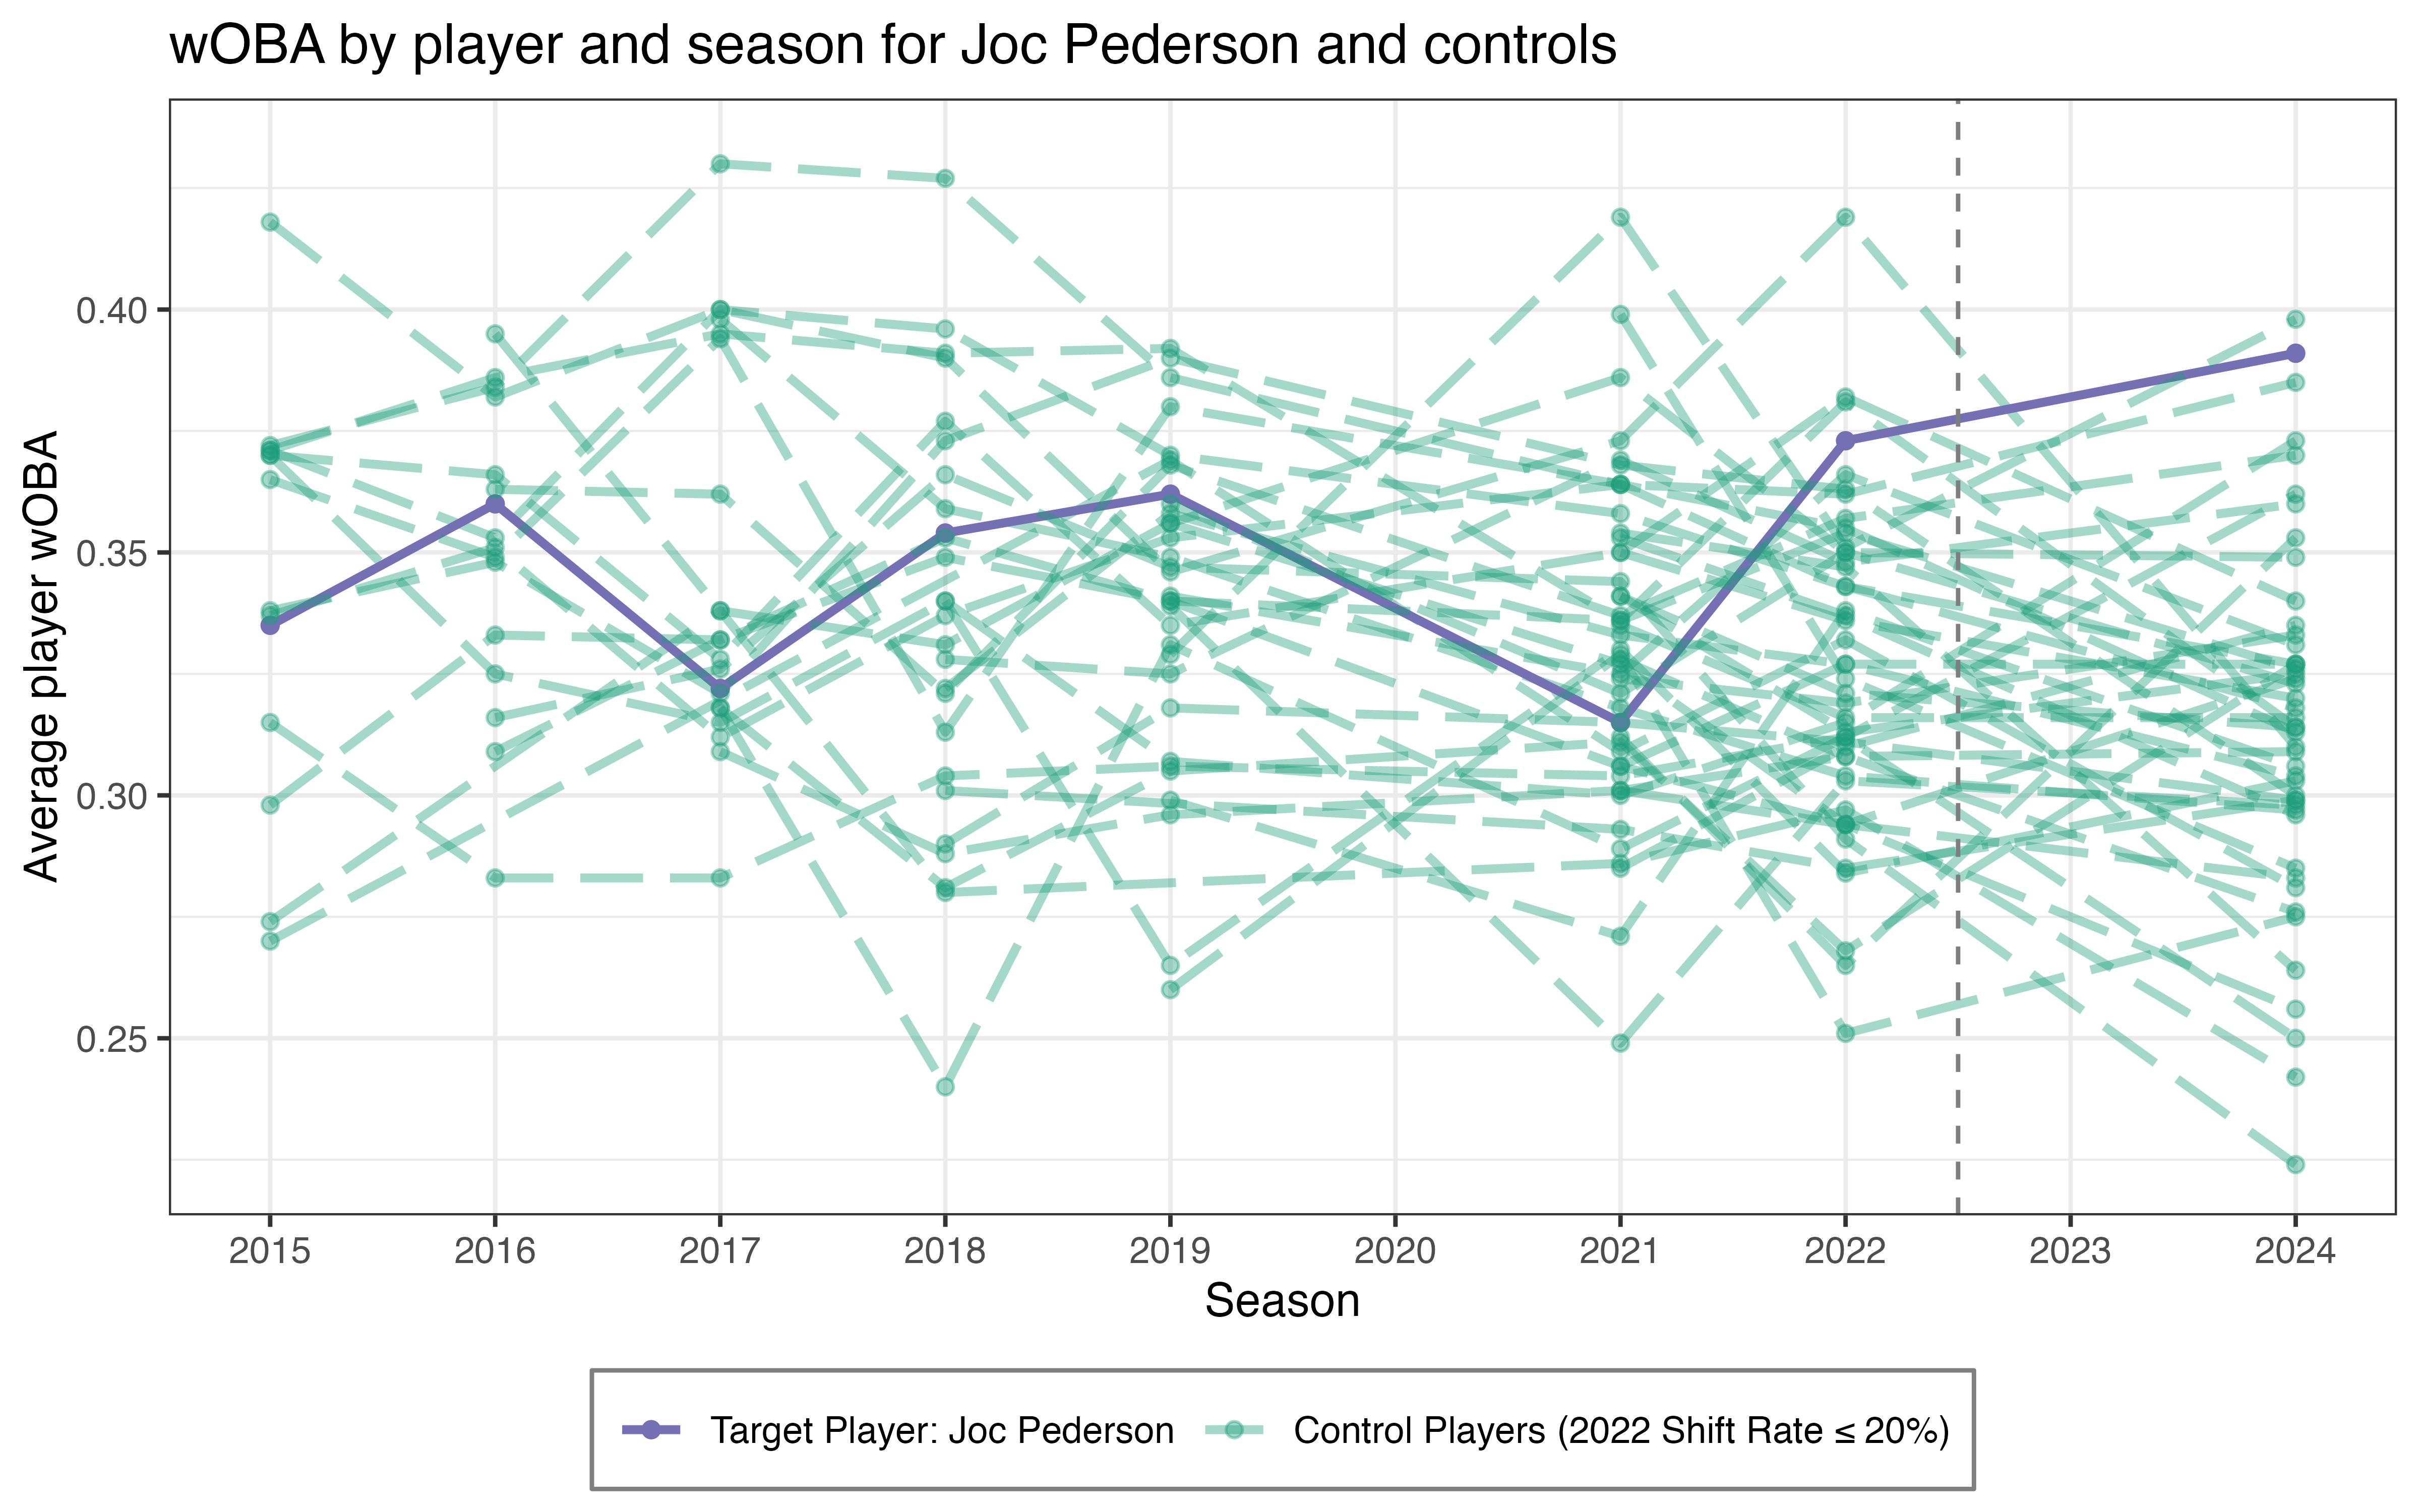 wOBA by player and season for Joc Pederson and controls
Average player wOBA
0.40
0.35
0.30
0.25
2015 2016 2017 2018 2019 2020 2021 2022 2023 2024
Season
Target Player: Joc Pederson Control Players (2022 Shift Rate ≤ 20%)